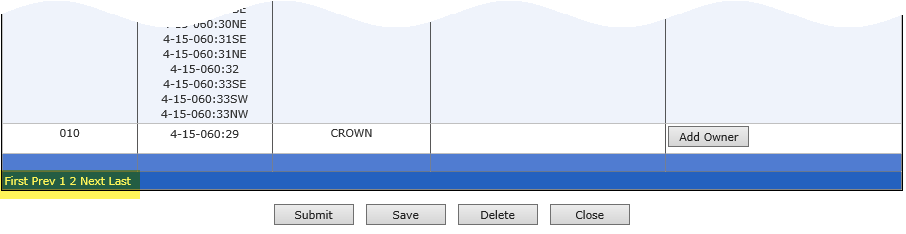 4-15-060:30NE
4-15-060:31SE
4-15-060:31NE
4-15-060:32
4-15-060:33SE
4-15-060:33SW
4-15-060:33NW
010 4-15-060:29 CROWN Add Owner
First Prev 1 2 Next Last
Submit Save Delete Close